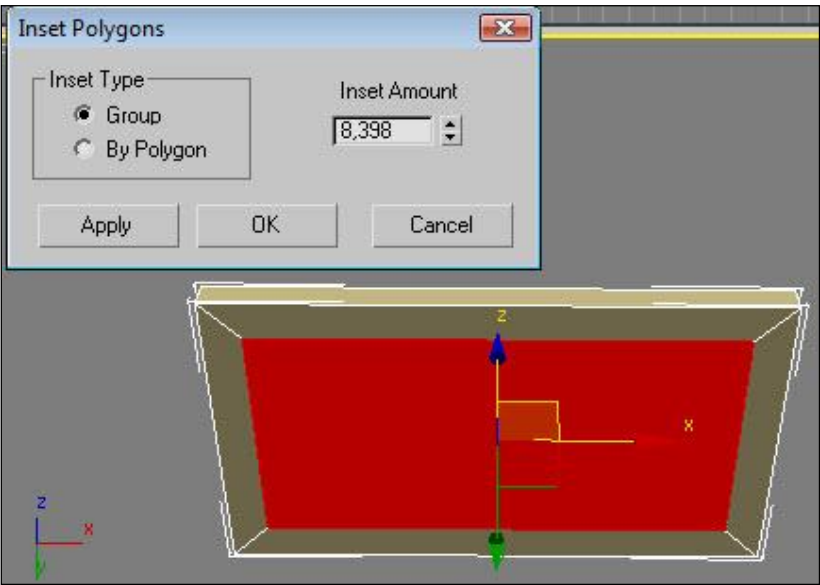 Inset Polygons
Inset Type
Group
By Polygon
Inset Amount
8,398
Apply
OK
Cancel
z
x
z
x
y